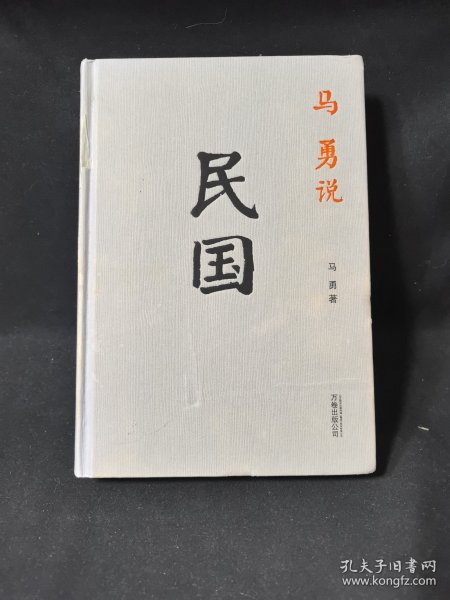 马勇说
民国
马勇著
万卷出版公司
孔夫子旧书网
www.kongfz.com